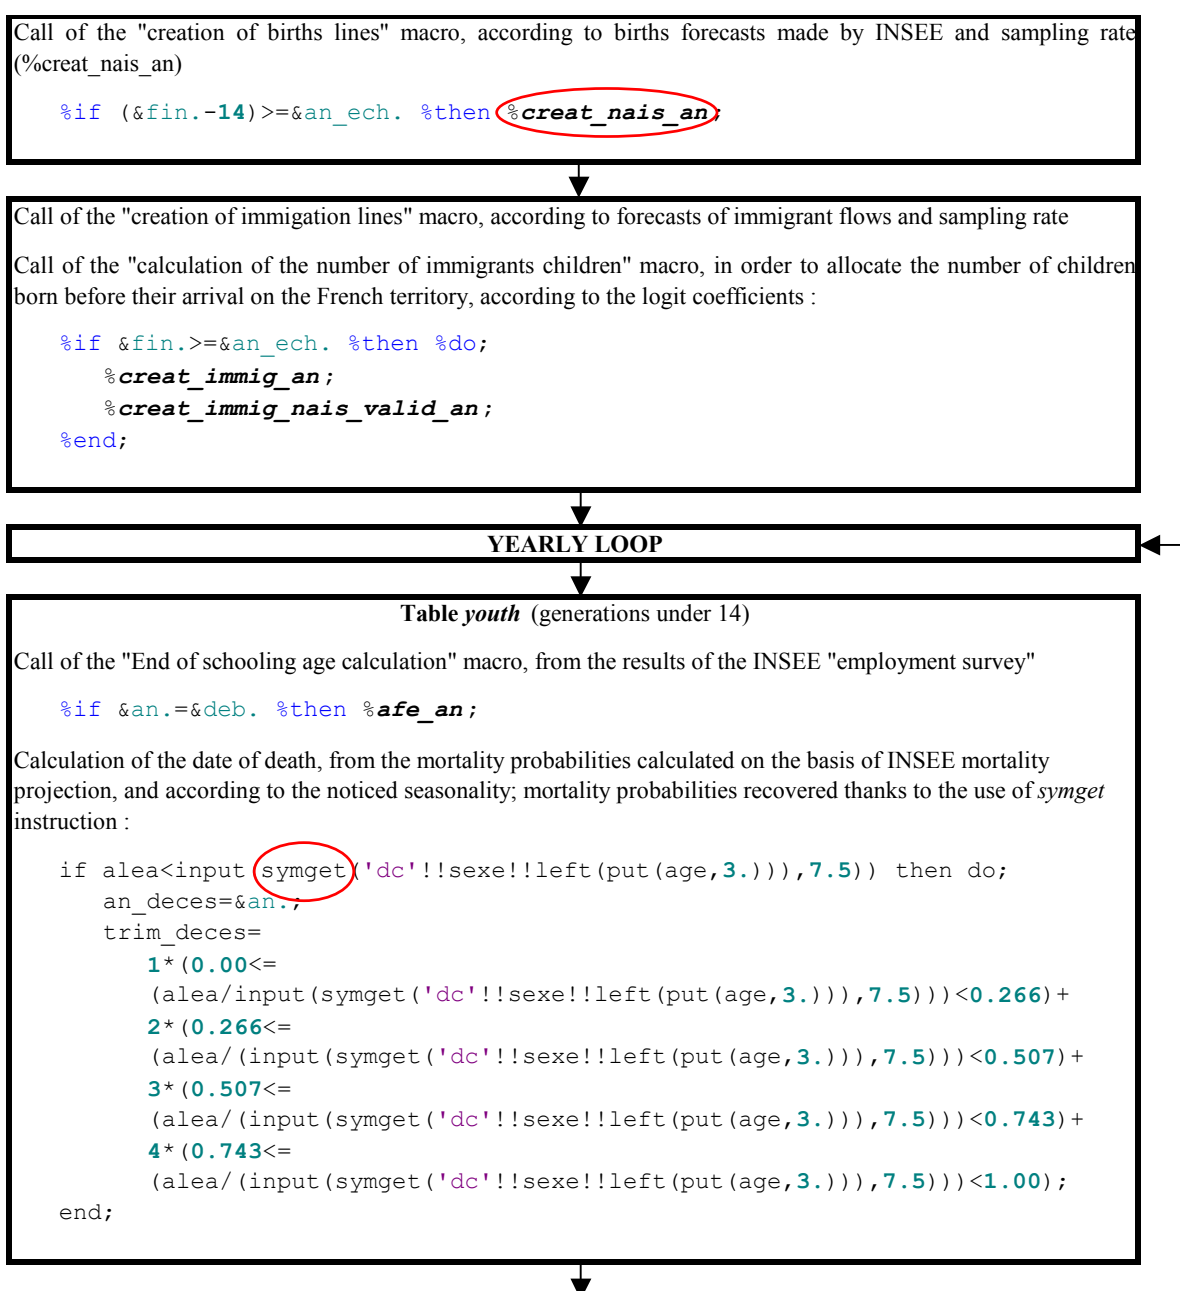 Call of the "creation of births lines" macro, according to births forecasts made by INSEE and sampling rate
(%creat_nais_an)
%if (&fin.-14)>=&an_ech. %then %creat_nais_an;
Call of the "creation of immigation lines" macro, according to forecasts of immigrant flows and sampling rate
Call of the "calculation of the number of immigrants children" macro, in order to allocate the number of children
born before their arrival on the French territory, according to the logit coefficients :
%if &fin.>=&an_ech. %then %do;
%creat_immig_an;
%creat_immig_nais_valid_an;
%end;
YEARLY LOOP
Table youth (generations under 14)
Call of the "End of schooling age calculation" macro, from the results of the INSEE "employment survey"
%if &an.=&deb. %then %afe_an;
Calculation of the date of death, from the mortality probabilities calculated on the basis of INSEE mortality
projection, and according to the noticed seasonality; mortality probabilities recovered thanks to the use of symget
instruction :
if alea<input symget('dc'!!sexe!!left(put(age,3.))),7.5)) then do;
an_deces=&an.;
trim_deces=
1*(0.00<=
(alea/input(symget('dc'!!sexe!!left(put(age,3.))),7.5)))<0.266)+
2*(0.266<=
(alea/(input(symget('dc'!!sexe!!left(put(age,3.))),7.5)))<0.507)+
3*(0.507<=
(alea/(input(symget('dc'!!sexe!!left(put(age,3.))),7.5)))<0.743)+
4*(0.743<=
(alea/(input(symget('dc'!!sexe!!left(put(age,3.))),7.5)))<1.00);
end;